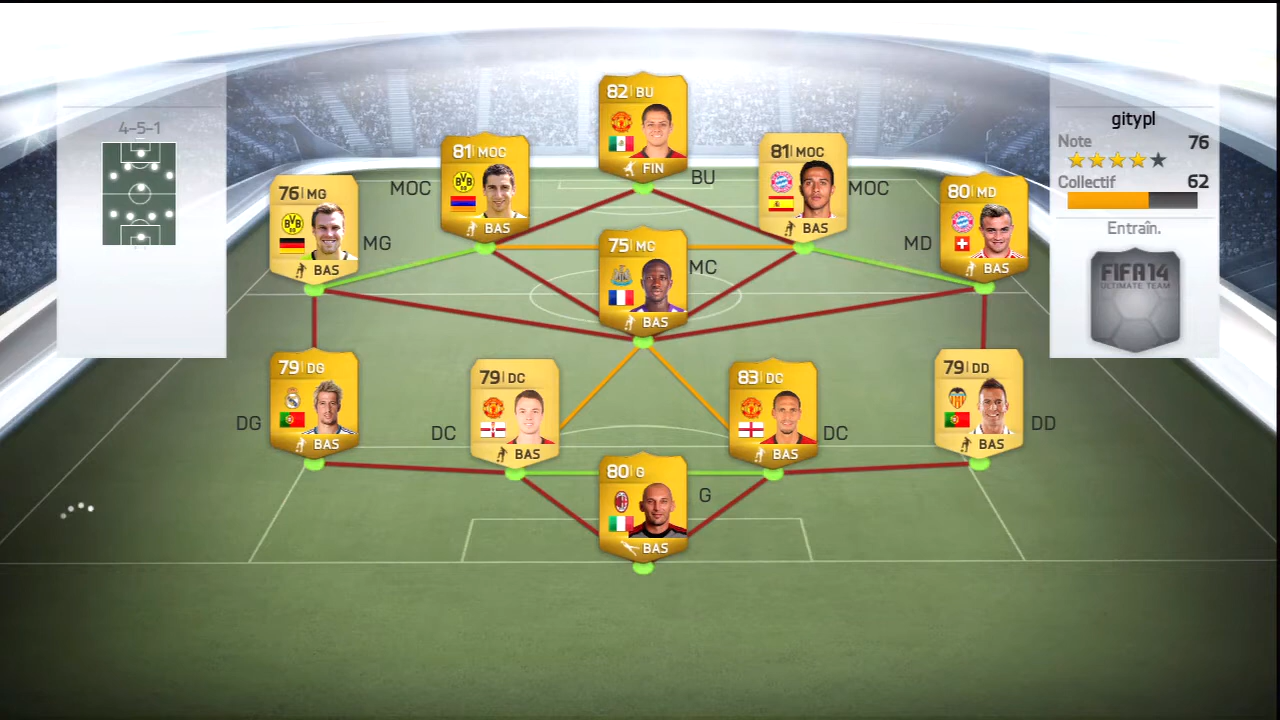 4-5-1
gitypl
Note 76
Collectif 62
Entraîn.
FIFA 14
ULTIMATE TEAM
82 BU
FIN
BU
81 MOC
BVB
BAS
MOC
81 MOC
BAS
MOC
76 MG
BVB
BAS
MG
80 MD
BAS
MD
75 MC
BAS
MC
79 DG
BAS
DG
79 DC
BAS
DC
83 DC
BAS
DC
79 DD
BAS
DD
80 G
BAS
G